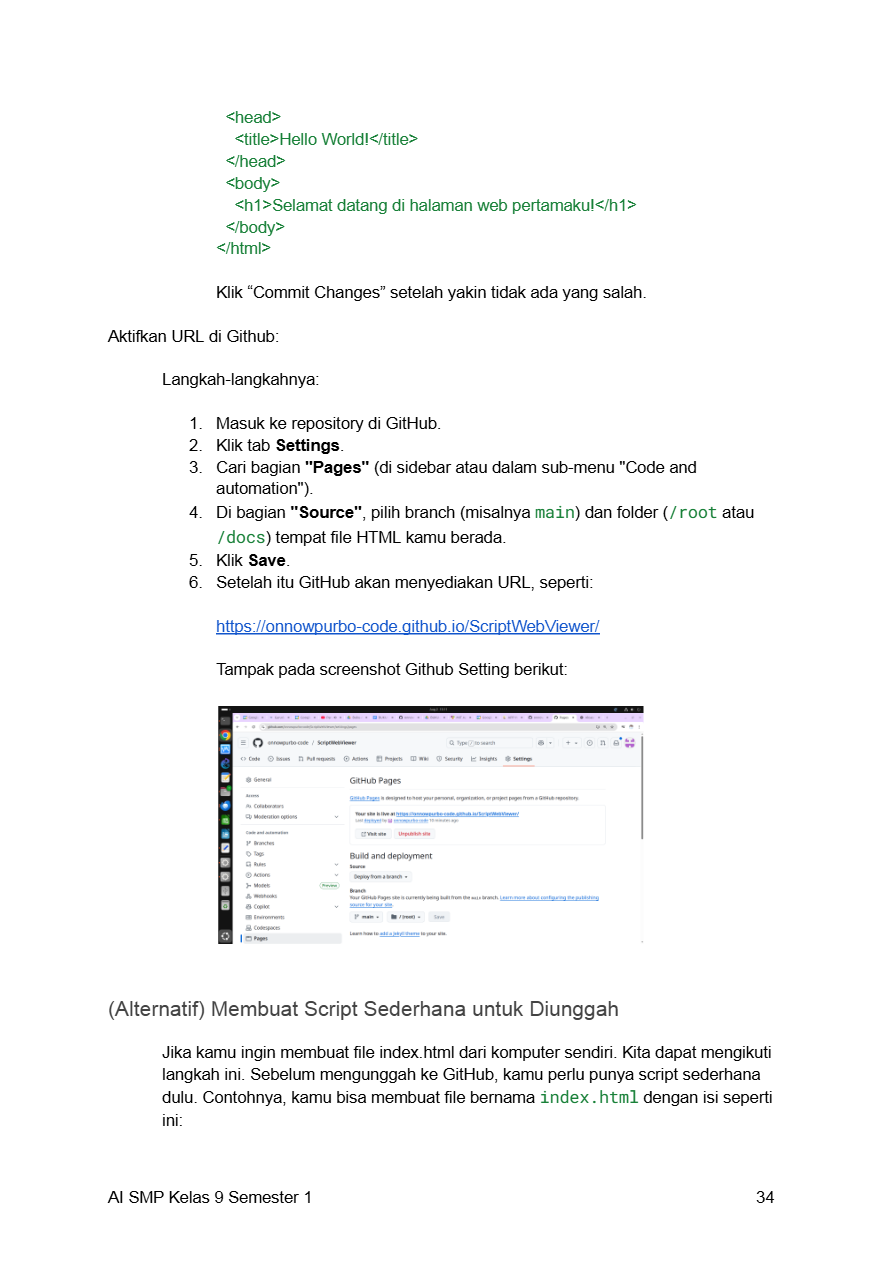 <head>
<title>Hello World!</title>
</head>
<body>
<h1>Selamat datang di halaman web pertamaku!</h1>
</body>
</html>
Klik “Commit Changes” setelah yakin tidak ada yang salah.
Aktifkan URL di Github:
Langkah-langkahnya:
1. Masuk ke repository di GitHub.
2. Klik tab Settings.
3. Cari bagian "Pages" (di sidebar atau dalam sub-menu "Code and
automation").
4. Di bagian "Source", pilih branch (misalnya main) dan folder (/root atau
/docs) tempat file HTML kamu berada.
5. Klik Save.
6. Setelah itu GitHub akan menyediakan URL, seperti:
https://onnowpurbo-code.github.io/ScriptWebViewer/
Tampak pada screenshot Github Setting berikut:
onnowpurbo-code / ScriptWebViewer
Type / to search
Code Issues Pull requests Actions Projects Wiki Security Insights Settings
General
GitHub Pages
Access
GitHub Pages is designed to host your personal, organization, or project pages from a GitHub repository.
Collaborators
Moderation options
Your site is live at https://onnowpurbo-code.github.io/ScriptWebViewer/
Last deployed by onnowpurbo-code
Visit site Unpublish site
Code and automation
Branches
Tags
Rules
Actions
Models Preview
Webhooks
Copilot
Environments
Codespaces
Pages
Build and deployment
Source
Deploy from a branch
Branch
Your GitHub Pages site is currently being built from the main branch. Learn more about configuring the publishing
source for your site.
main / (root) Save
Learn how to add a Jekyll theme to your site.
(Alternatif) Membuat Script Sederhana untuk Diunggah
Jika kamu ingin membuat file index.html dari komputer sendiri. Kita dapat mengikuti
langkah ini. Sebelum mengunggah ke GitHub, kamu perlu punya script sederhana
dulu. Contohnya, kamu bisa membuat file bernama index.html dengan isi seperti
ini:
AI SMP Kelas 9 Semester 1 34